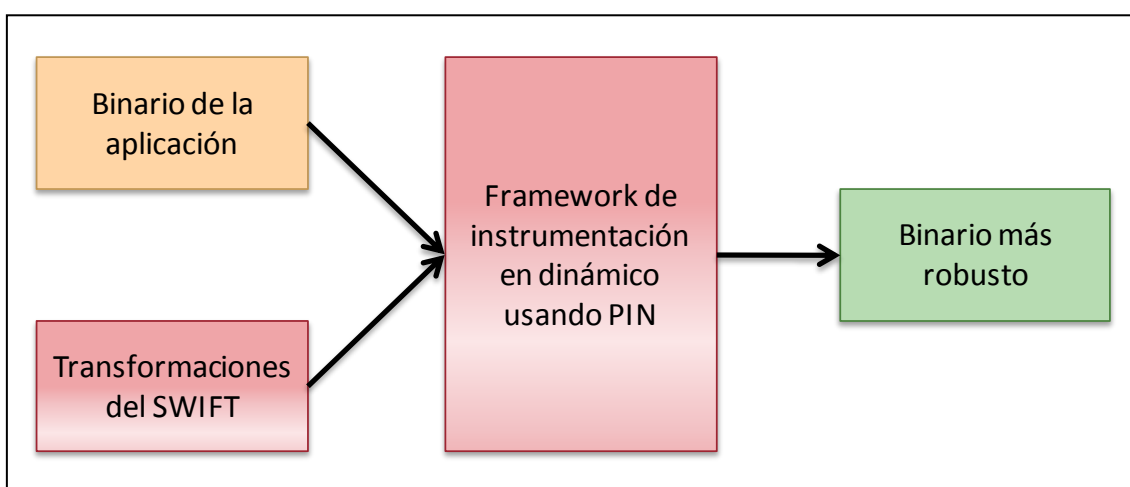 Binario de la
aplicación
Transformaciones
del SWIFT
Framework de
instrumentación
en dinámico
usando PIN
Binario más
robusto